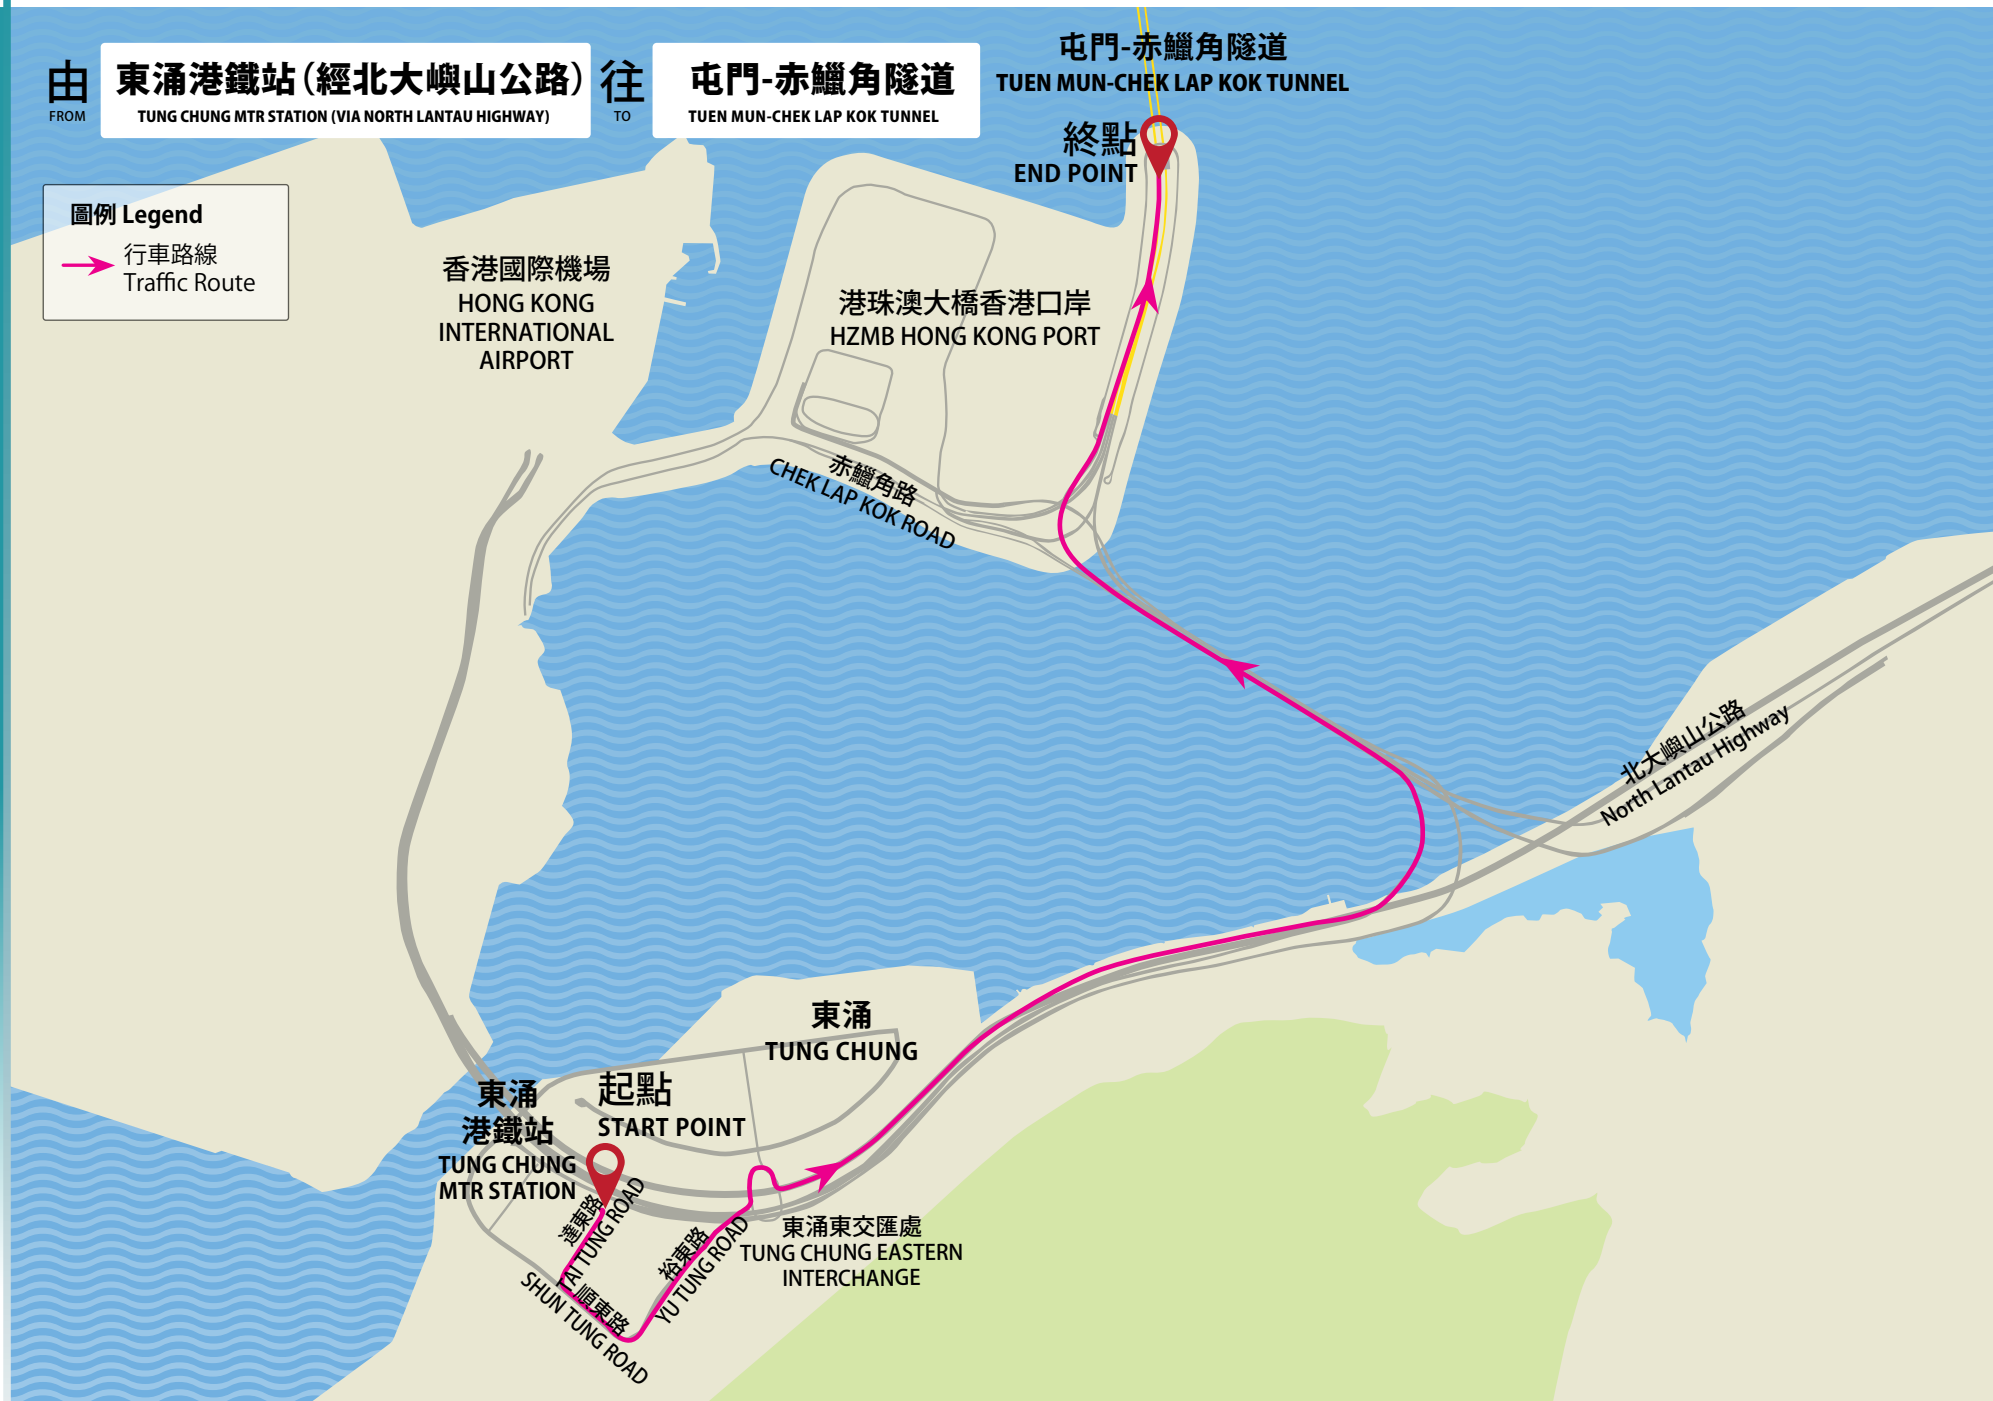 由
FROM
東涌港鐵站(經北大嶼山公路)
TUNG CHUNG MTR STATION (VIA NORTH LANTAU HIGHWAY)
往
TO
屯門-赤鱲角隧道
TUEN MUN-CHEK LAP KOK TUNNEL
屯門-赤鱲角隧道
TUEN MUN-CHEK LAP KOK TUNNEL
終點
END POINT
圖例 Legend
行車路線
Traffic Route
香港國際機場
HONG KONG
INTERNATIONAL
AIRPORT
港珠澳大橋香港口岸
HZMB HONG KONG PORT
赤鱲角路
CHEK LAP KOK ROAD
北大嶼山公路
North Lantau Highway
東涌
TUNG CHUNG
起點
START POINT
東涌
港鐵站
TUNG CHUNG
MTR STATION
達東路
TAI TUNG ROAD
順東路
SHUN TUNG ROAD
裕東路
YU TUNG ROAD
東涌東交匯處
TUNG CHUNG EASTERN
INTERCHANGE